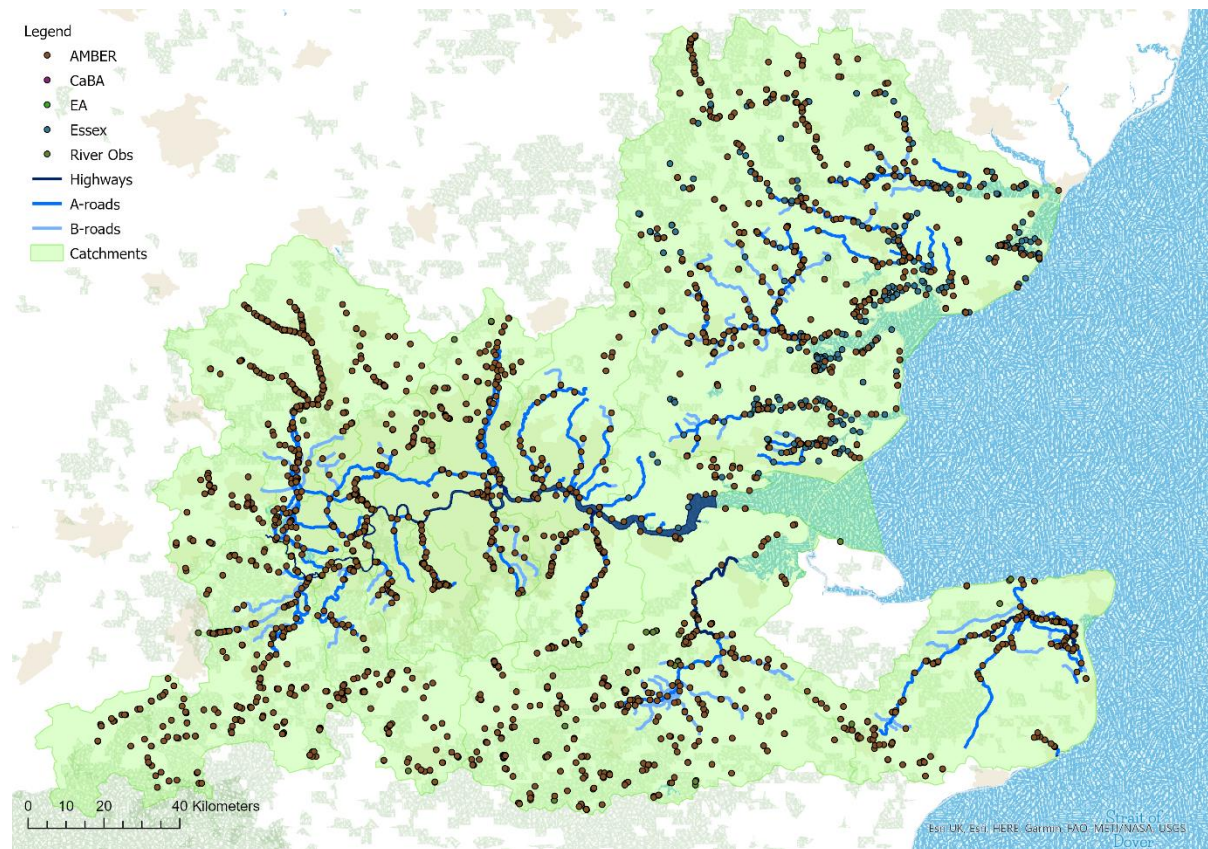 Legend
AMBER
CaBA
EA
Essex
River Obs
Highways
A-roads
B-roads
Catchments
0 10 20 40 Kilometers
Strait of
Esri UK, Esri, HERE, Garmin, FAO, METI/NASA, USGS
Dover